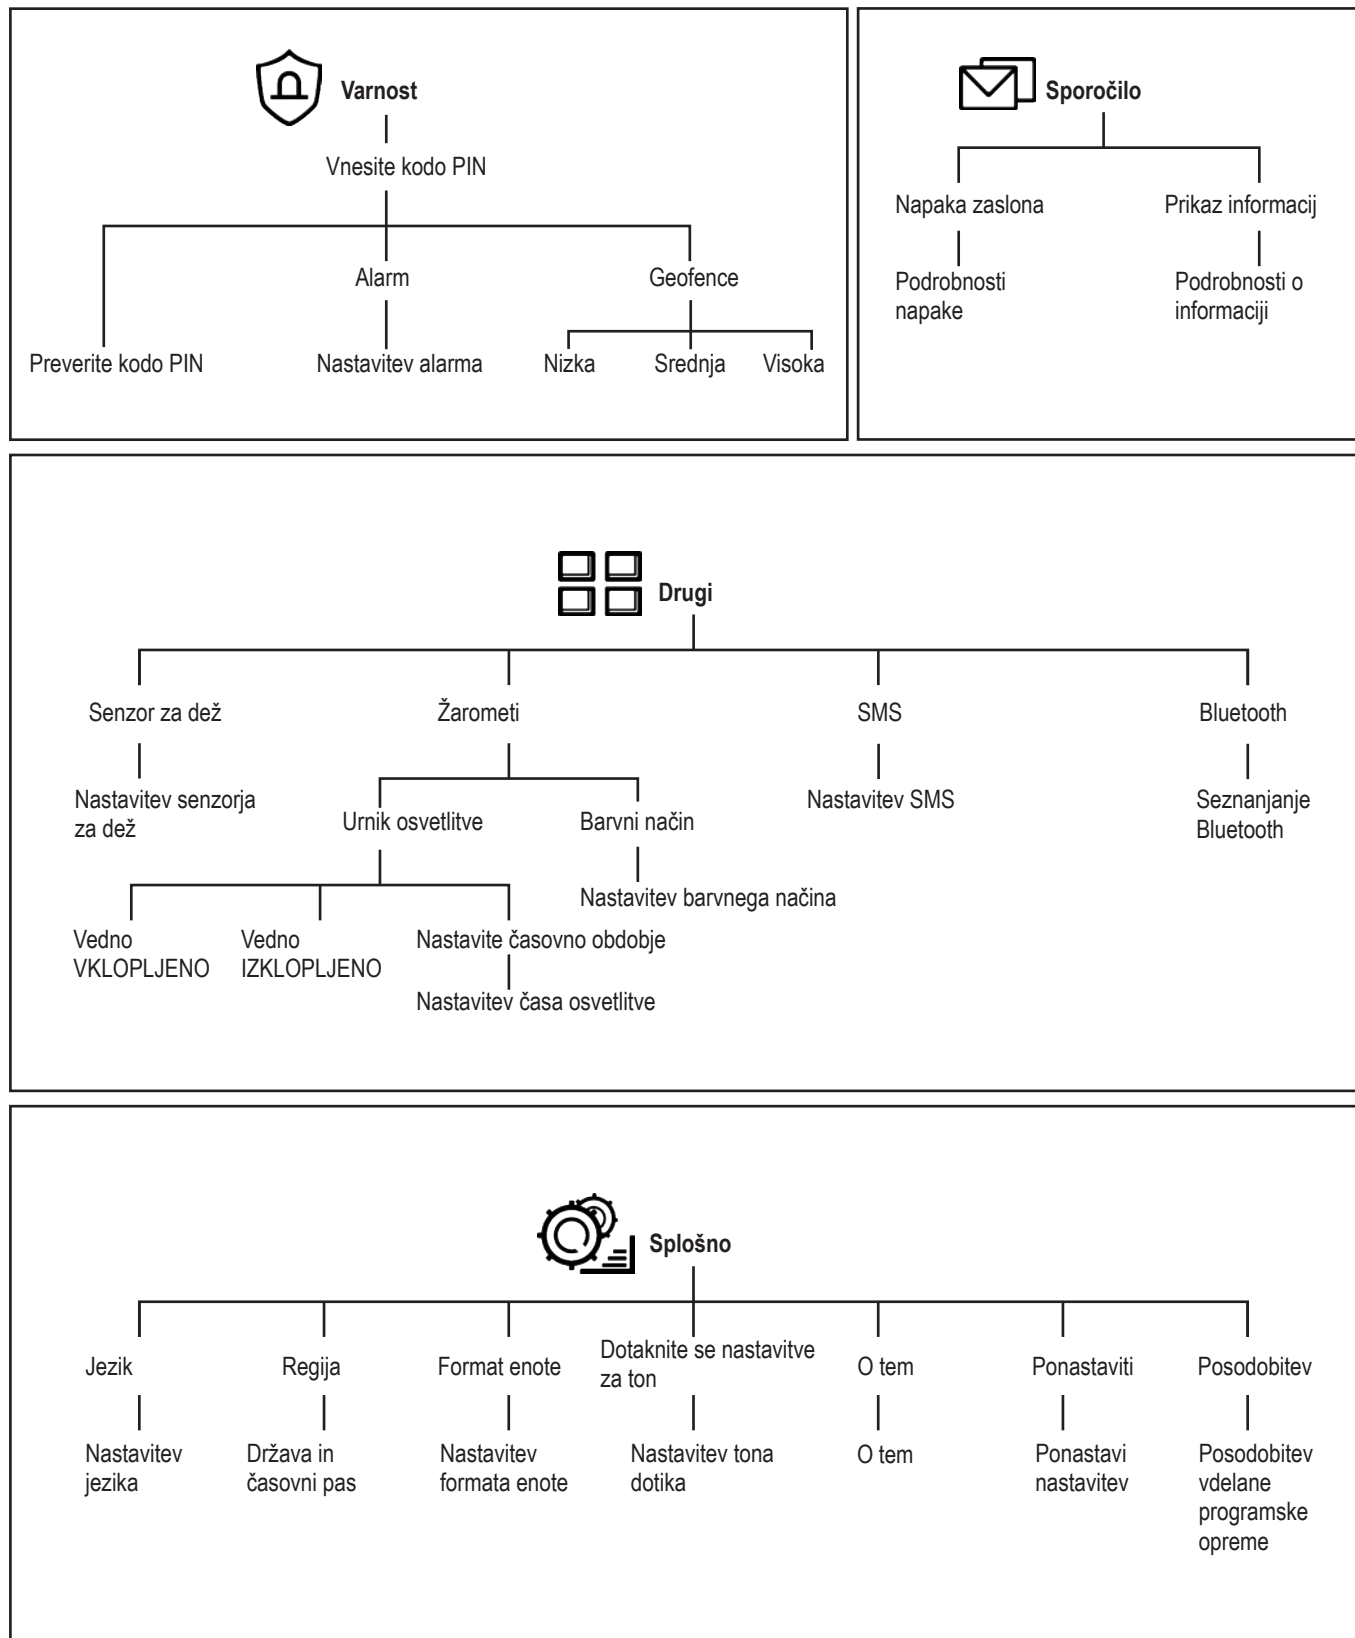 Varnost
Vnesite kodo PIN
Alarm
Geofence
Preverite kodo PIN
Nastavitev alarma
Nizka
Srednja
Visoka
Sporočilo
Napaka zaslona
Prikaz informacij
Podrobnosti
napake
Podrobnosti o
informaciji
Drugi
Senzor za dež
Žarometi
SMS
Bluetooth
Nastavitev senzorja
za dež
Urnik osvetlitve
Barvni način
Nastavitev SMS
Seznanjanje
Bluetooth
Nastavitev barvnega načina
Vedno
VKLOPLJENO
Vedno
IZKLOPLJENO
Nastavite časovno obdobje
Nastavitev časa osvetlitve
Splošno
Jezik
Regija
Format enote
Dotaknite se nastavitve
za ton
O tem
Ponastaviti
Posodobitev
Nastavitev
jezika
Država in
časovni pas
Nastavitev
formata enote
Nastavitev tona
dotika
O tem
Ponastavi
nastavitev
Posodobitev
vdelane
programske
opreme